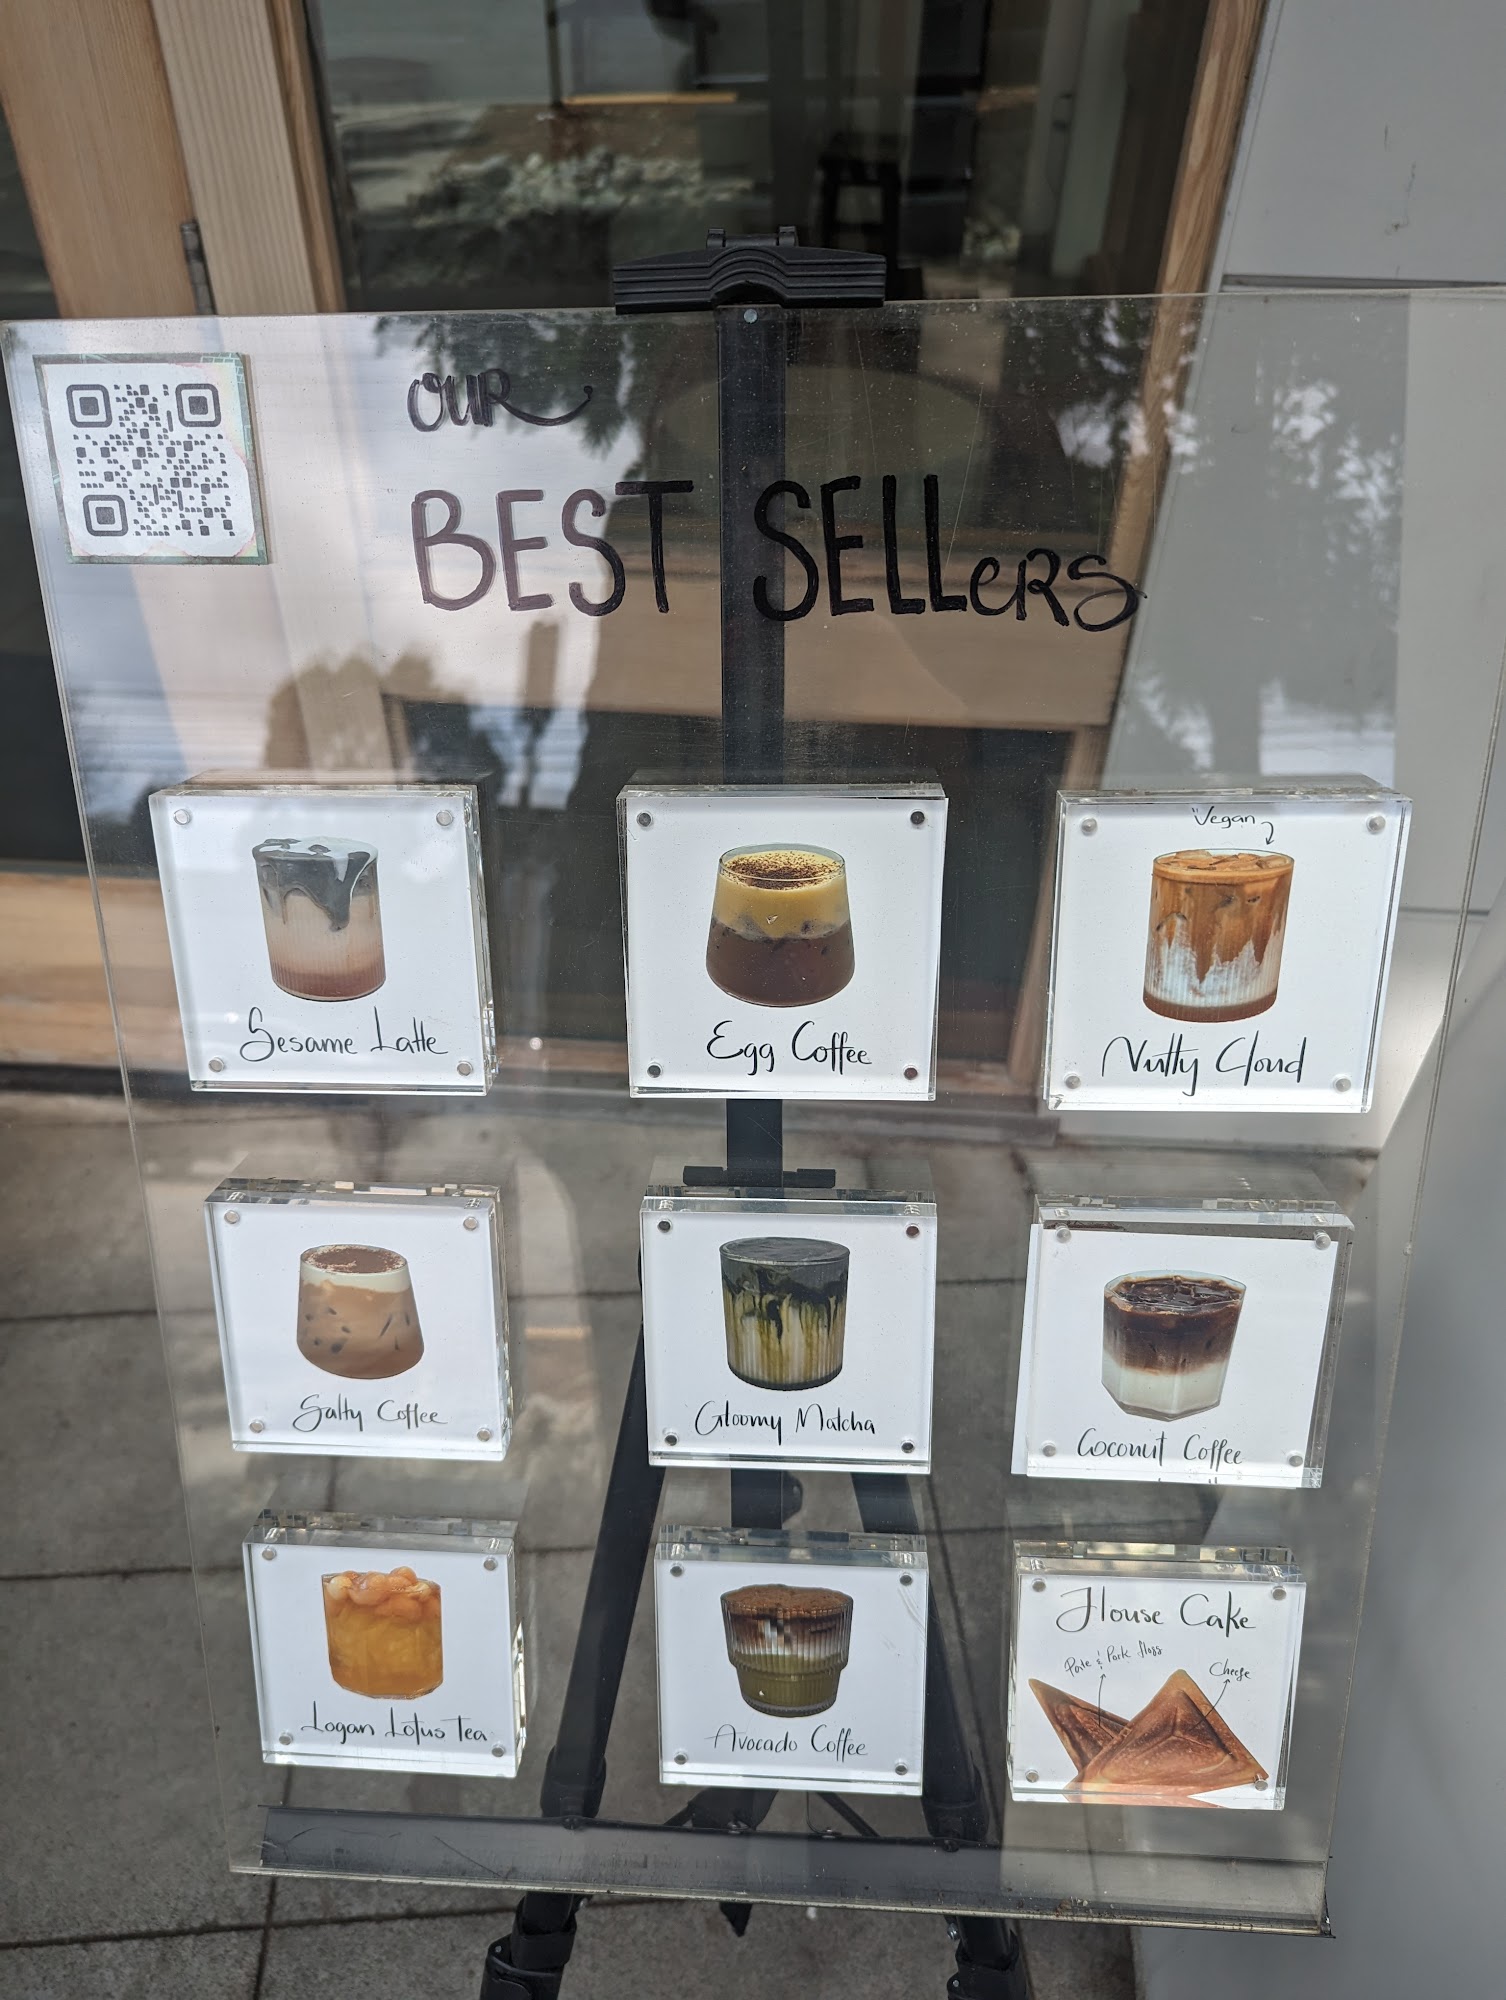 OUR
BEST SELLeRS
Sesame Latte
Egg Coffee
Vegan
Nutty Cloud
Salty Coffee
Gloomy Matcha
Coconut Coffee
Logan Lotus Tea
Avocado Coffee
House Cake
Pate & Pork floss
Cheese